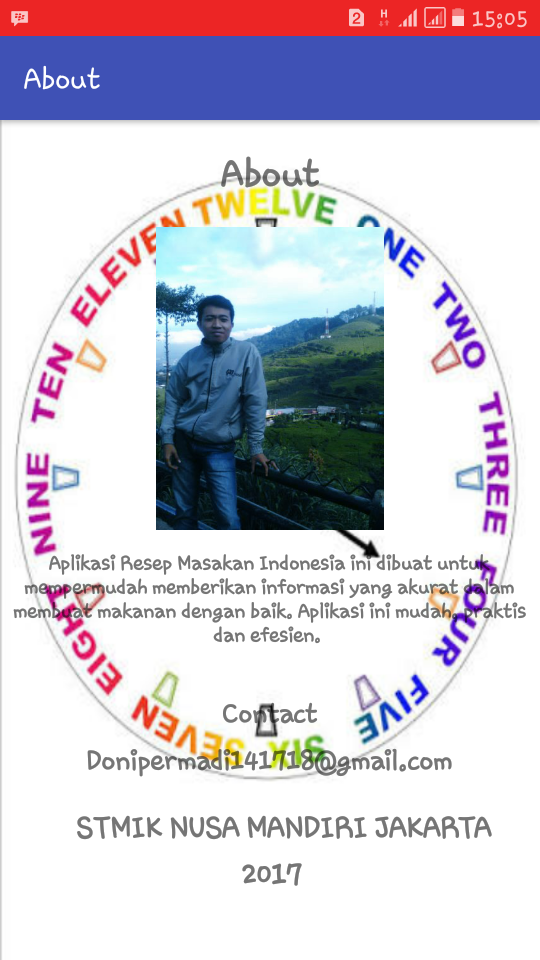 2 H 15:05
About
About
TWELVE ONE TWO THREE FOUR FIVE SIX SEVEN EIGHT NINE TEN ELEVEN
Aplikasi Resep Masakan Indonesia ini dibuat untuk
mempermudah memberikan informasi yang akurat dalam
membuat makanan dengan baik. Aplikasi ini mudah, praktis
dan efesien.
Contact
Donipermadi141718@gmail.com
STMIK NUSA MANDIRI JAKARTA
2017